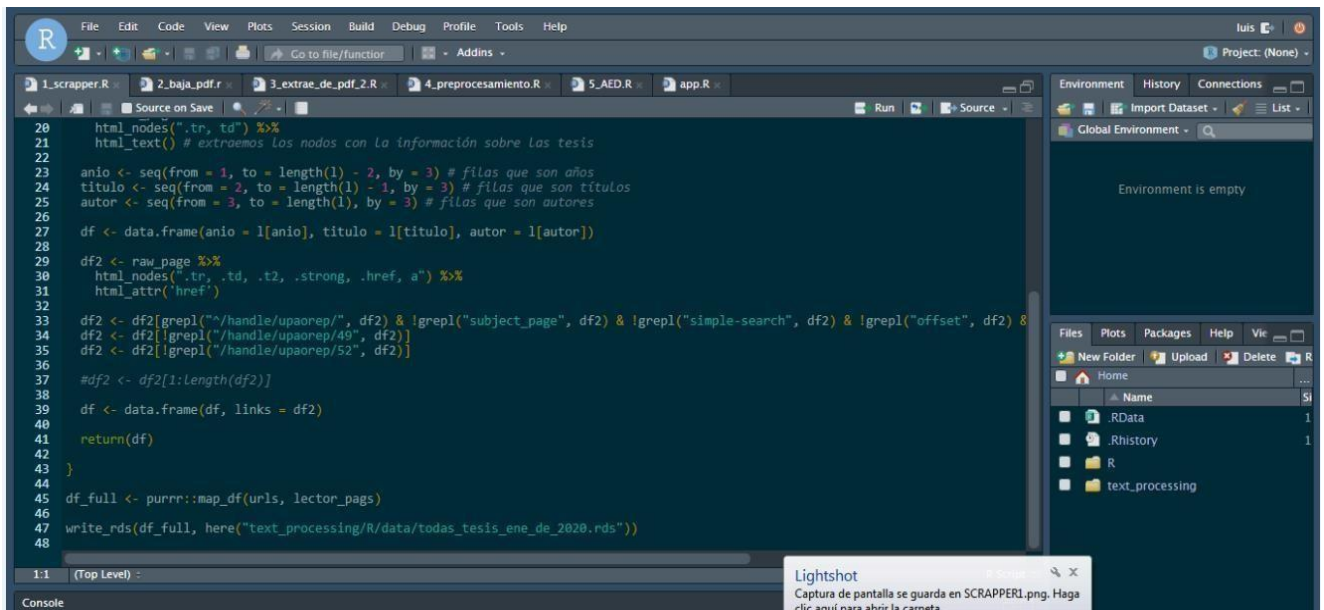 File Edit Code View Plots Session Build Debug Profile Tools Help
luis
R
Go to file/function
Addins
Project: (None)
1_scrapper.R
2_baja_pdf.r
3_extrae_de_pdf_2.R
4_preprocesamiento.R
5_AED.R
app.R
Source on Save
Run
Source
20 html_nodes(".tr, td") %>%
21 html_text() # extraemos los nodos con la información sobre las tesis
22
23 anio <- seq(from = 1, to = length(l) - 2, by = 3) # filas que son años
24 titulo <- seq(from = 2, to = length(l) - 1, by = 3) # filas que son títulos
25 autor <- seq(from = 3, to = length(l), by = 3) # filas que son autores
26
27 df <- data.frame(anio = l[anio], titulo = l[titulo], autor = l[autor])
28
29 df2 <- raw_page %>%
30 html_nodes(".tr, .td, .t2, .strong, .href, a") %>%
31 html_attr('href')
32
33 df2 <- df2[grepl("^/handle/upaorep/", df2) & !grepl("subject_page", df2) & !grepl("simple-search", df2) & !grepl("offset", df2) &
34 df2 <- df2[!grepl("/handle/upaorep/49", df2)]
35 df2 <- df2[!grepl("/handle/upaorep/52", df2)]
36
37 #df2 <- df2[1:length(df2)]
38
39 df <- data.frame(df, links = df2)
40
41 return(df)
42
43 }
44
45 df_full <- purrr::map_df(urls, lector_pags)
46
47 write_rds(df_full, here("text_processing/R/data/todas_tesis_ene_de_2020.rds"))
48
1:1 (Top Level)
Console
Environment History Connections
Import Dataset List
Global Environment
Environment is empty
Files Plots Packages Help Vie
New Folder Upload Delete R
Home ...
Name Si
.RData 1
.Rhistory 1
R
text_processing
Lightshot
Captura de pantalla se guarda en SCRAPPER1.png. Haga
clic aquí para abrir la carpeta